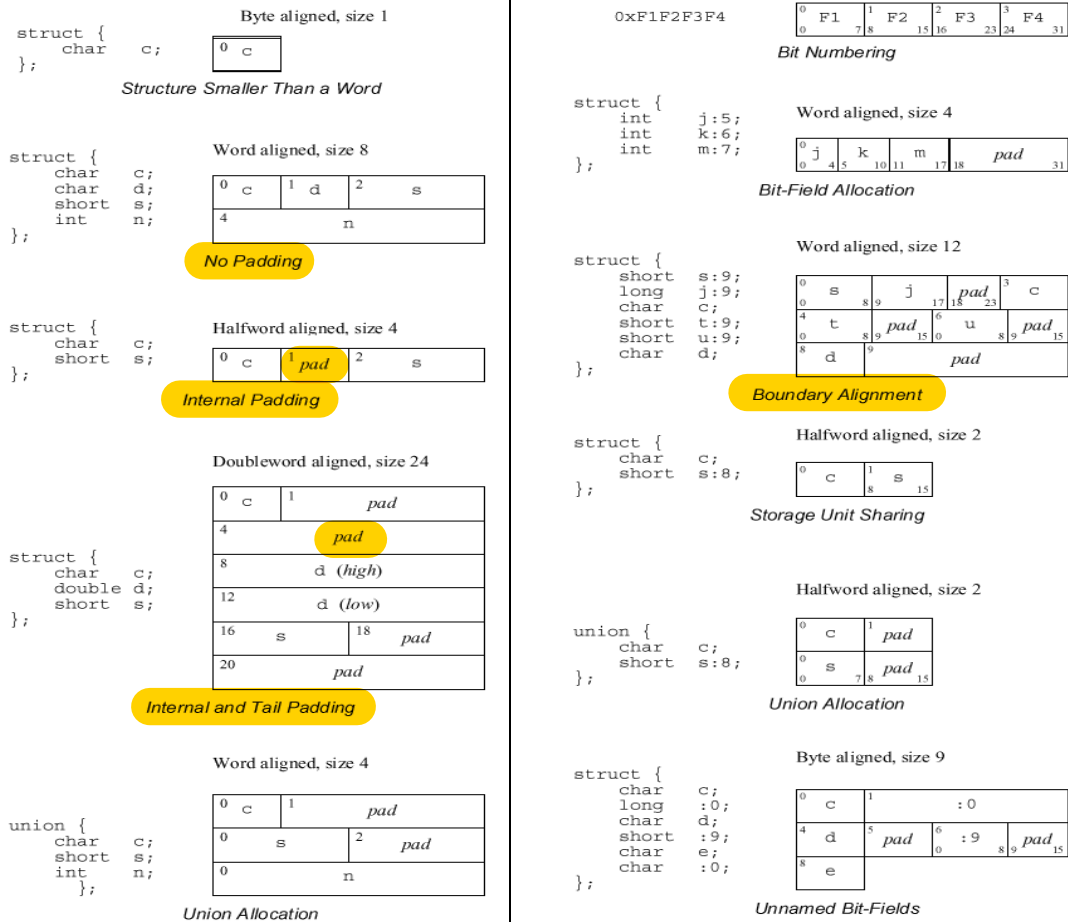 Byte aligned, size 1
struct {
char c;
};
0 c
Structure Smaller Than a Word
Word aligned, size 8
struct {
char c;
char d;
short s;
int n;
};
0 c 1 d 2 s
4 n
No Padding
Halfword aligned, size 4
struct {
char c;
short s;
};
0 c 1 pad 2 s
Internal Padding
Doubleword aligned, size 24
struct {
char c;
double d;
short s;
};
0 c 1 pad
4 pad
8 d (high)
12 d (low)
16 s 18 pad
20 pad
Internal and Tail Padding
Word aligned, size 4
union {
char c;
short s;
int n;
};
0 c 1 pad
0 s 2 pad
0 n
Union Allocation
0xF1F2F3F4
0 F1 1 F2 2 F3 3 F4
0 7 8 15 16 23 24 31
Bit Numbering
Word aligned, size 4
struct {
int j:5;
int k:6;
int m:7;
};
0 j k m pad
0 4 5 10 11 17 18 31
Bit-Field Allocation
Word aligned, size 12
struct {
short s:9;
long j:9;
char c;
short t:9;
short u:9;
char d;
};
0 s j pad 3 c
0 8 9 17 18 23
4 t pad 6 u pad
0 8 9 15 0 8 9 15
8 d 9 pad
Boundary Alignment
Halfword aligned, size 2
struct {
char c;
short s:8;
};
0 c 1 s
8 15
Storage Unit Sharing
Halfword aligned, size 2
union {
char c;
short s:8;
};
0 c 1 pad
0 s pad
0 7 8 15
Union Allocation
Byte aligned, size 9
struct {
char c;
long :0;
char d;
short :9;
char e;
char :0;
};
0 c 1 :0
4 d 5 pad 6 :9 pad
0 8 9 15
8 e
Unnamed Bit-Fields